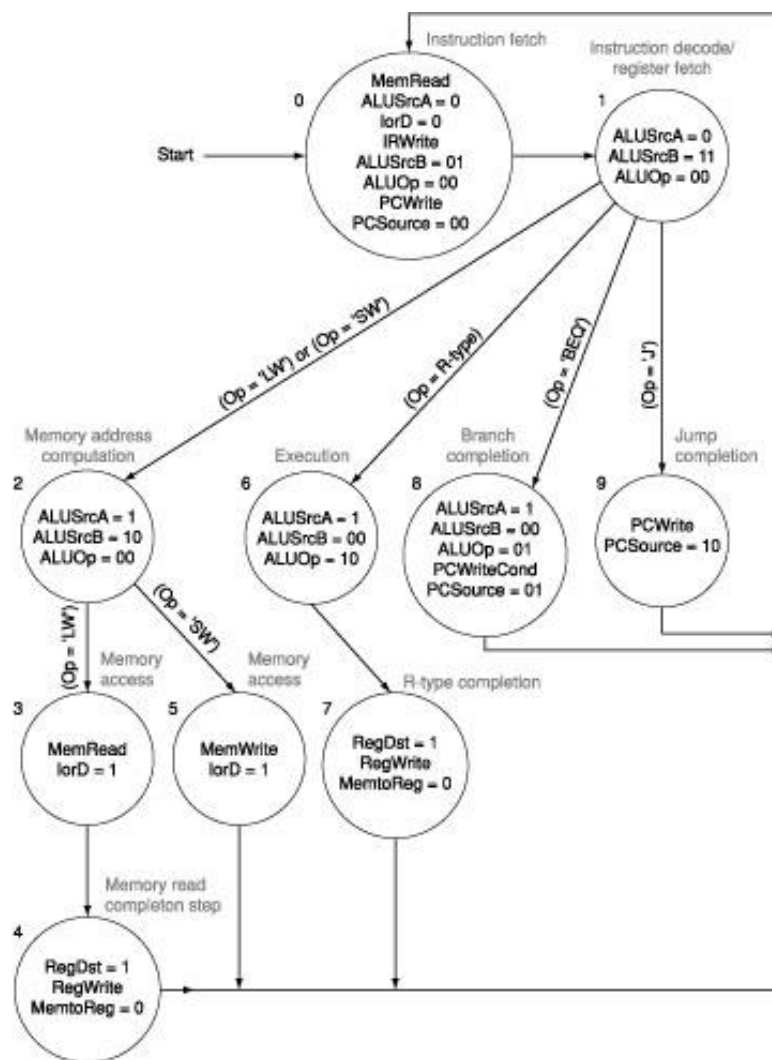 Instruction fetch
0
MemRead
ALUSrcA = 0
IorD = 0
IRWrite
ALUSrcB = 01
ALUOp = 00
PCWrite
PCSource = 00
Start
Instruction decode/
register fetch
1
ALUSrcA = 0
ALUSrcB = 11
ALUOp = 00
(Op = 'LW') or (Op = 'SW')
(Op = R-type)
(Op = 'BEQ')
(Op = 'J')
Memory address
computation
2
ALUSrcA = 1
ALUSrcB = 10
ALUOp = 00
Execution
6
ALUSrcA = 1
ALUSrcB = 00
ALUOp = 10
Branch
completion
8
ALUSrcA = 1
ALUSrcB = 00
ALUOp = 01
PCWriteCond
PCSource = 01
Jump
completion
9
PCWrite
PCSource = 10
(Op = 'LW')
(Op = 'SW')
Memory
access
3
MemRead
IorD = 1
Memory
access
5
MemWrite
IorD = 1
R-type completion
7
RegDst = 1
RegWrite
MemtoReg = 0
Memory read
completon step
4
RegDst = 1
RegWrite
MemtoReg = 0